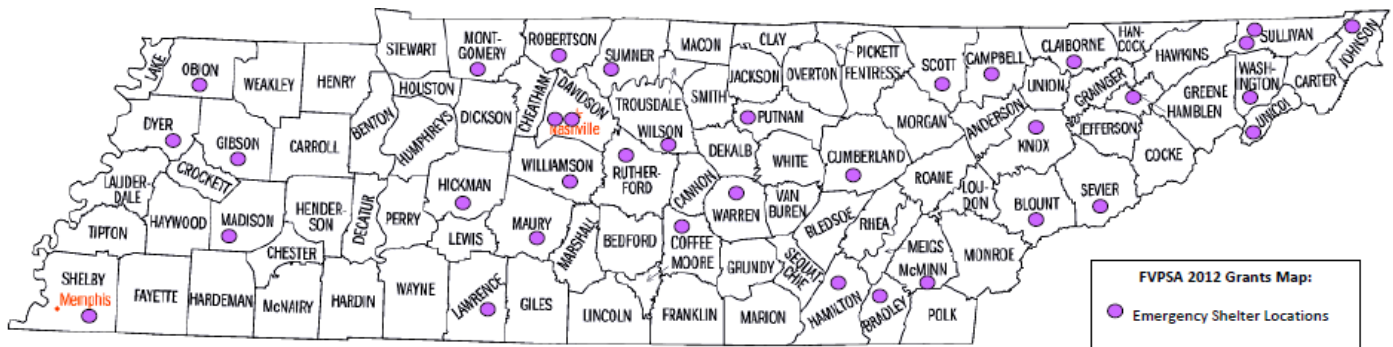 LAKE
OBION
WEAKLEY
HENRY
STEWART
MONT-
GOMERY
ROBERTSON
SUMNER
MACON
CLAY
PICKETT
FENTRESS
SCOTT
CAMPBELL
CLAIBORNE
HAN-
COCK
HAWKINS
SULLIVAN
JOHNSON
HOUSTON
CHEATHAM
DAVIDSON
Nashville
TROUSDALE
SMITH
JACKSON
OVERTON
UNION
GRAINGER
GREENE
HAMBLEN
WASH-
INGTON
CARTER
UNICOI
DYER
GIBSON
CARROLL
BENTON
HUMPHREYS
DICKSON
WILSON
PUTNAM
MORGAN
ANDERSON
KNOX
JEFFERSON
COCKE
CROCKETT
WILLIAMSON
RUTHER-
FORD
CANNON
DEKALB
WHITE
CUMBERLAND
ROANE
LOU-
DON
BLOUNT
SEVIER
LAUDER-
DALE
HAYWOOD
MADISON
HENDER-
SON
DECATUR
PERRY
HICKMAN
LEWIS
MAURY
MARSHALL
BEDFORD
COFFEE
MOORE
WARREN
VAN
BUREN
BLEDSOE
RHEA
MEIGS
McMINN
MONROE
TIPTON
CHESTER
SHELBY
Memphis
FAYETTE
HARDEMAN
McNAIRY
HARDIN
WAYNE
LAWRENCE
GILES
LINCOLN
FRANKLIN
GRUNDY
SEQUAT
CHIE
MARION
HAMILTON
BRADLEY
POLK
FVPSA 2012 Grants Map:
Emergency Shelter Locations